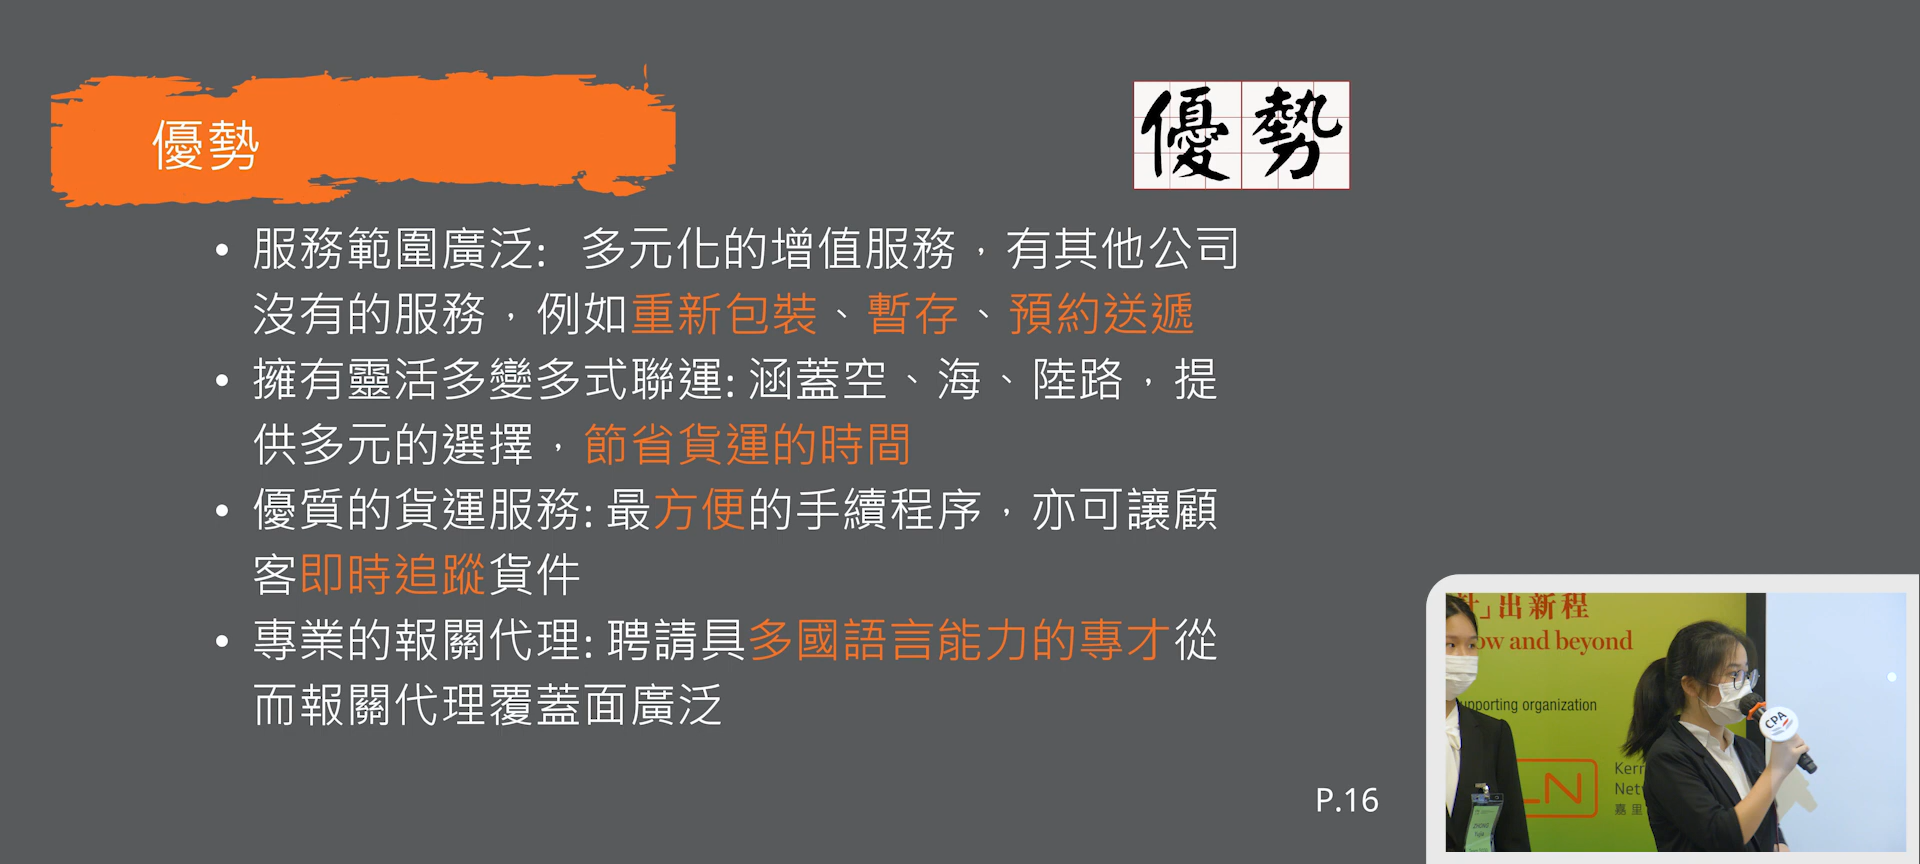 優勢
優勢
• 服務範圍廣泛: 多元化的增值服務，有其他公司
沒有的服務，例如重新包裝、暫存、預約送遞
• 擁有靈活多變多式聯運: 涵蓋空、海、陸路，提
供多元的選擇，節省貨運的時間
• 優質的貨運服務: 最方便的手續程序，亦可讓顧
客即時追蹤貨件
• 專業的報關代理: 聘請具多國語言能力的專才從
而報關代理覆蓋面廣泛
P.16
」出新程
and beyond
supporting organization
CPA
LN
嘉里